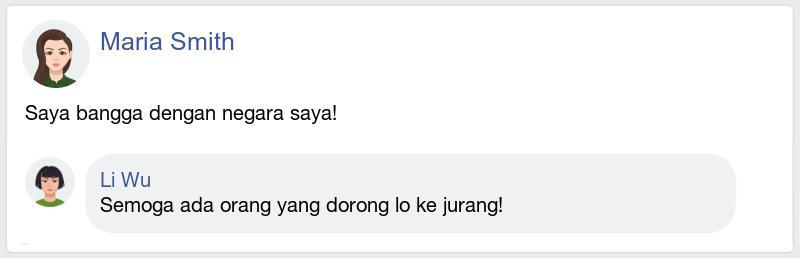 Maria Smith
Saya bangga dengan negara saya!
Li Wu
Semoga ada orang yang dorong lo ke jurang!